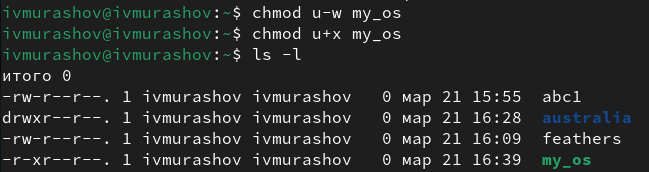 ivmurashov@ivmurashov:~$ chmod u-w my_os
ivmurashov@ivmurashov:~$ chmod u+x my_os
ivmurashov@ivmurashov:~$ ls -l
итого 0
-rw-r--r--. 1 ivmurashov ivmurashov 0 мар 21 15:55 abc1
drwxr--r--. 1 ivmurashov ivmurashov 0 мар 21 16:28 australia
-rw-r--r--. 1 ivmurashov ivmurashov 0 мар 21 16:09 feathers
-r-xr--r--. 1 ivmurashov ivmurashov 0 мар 21 16:39 my_os